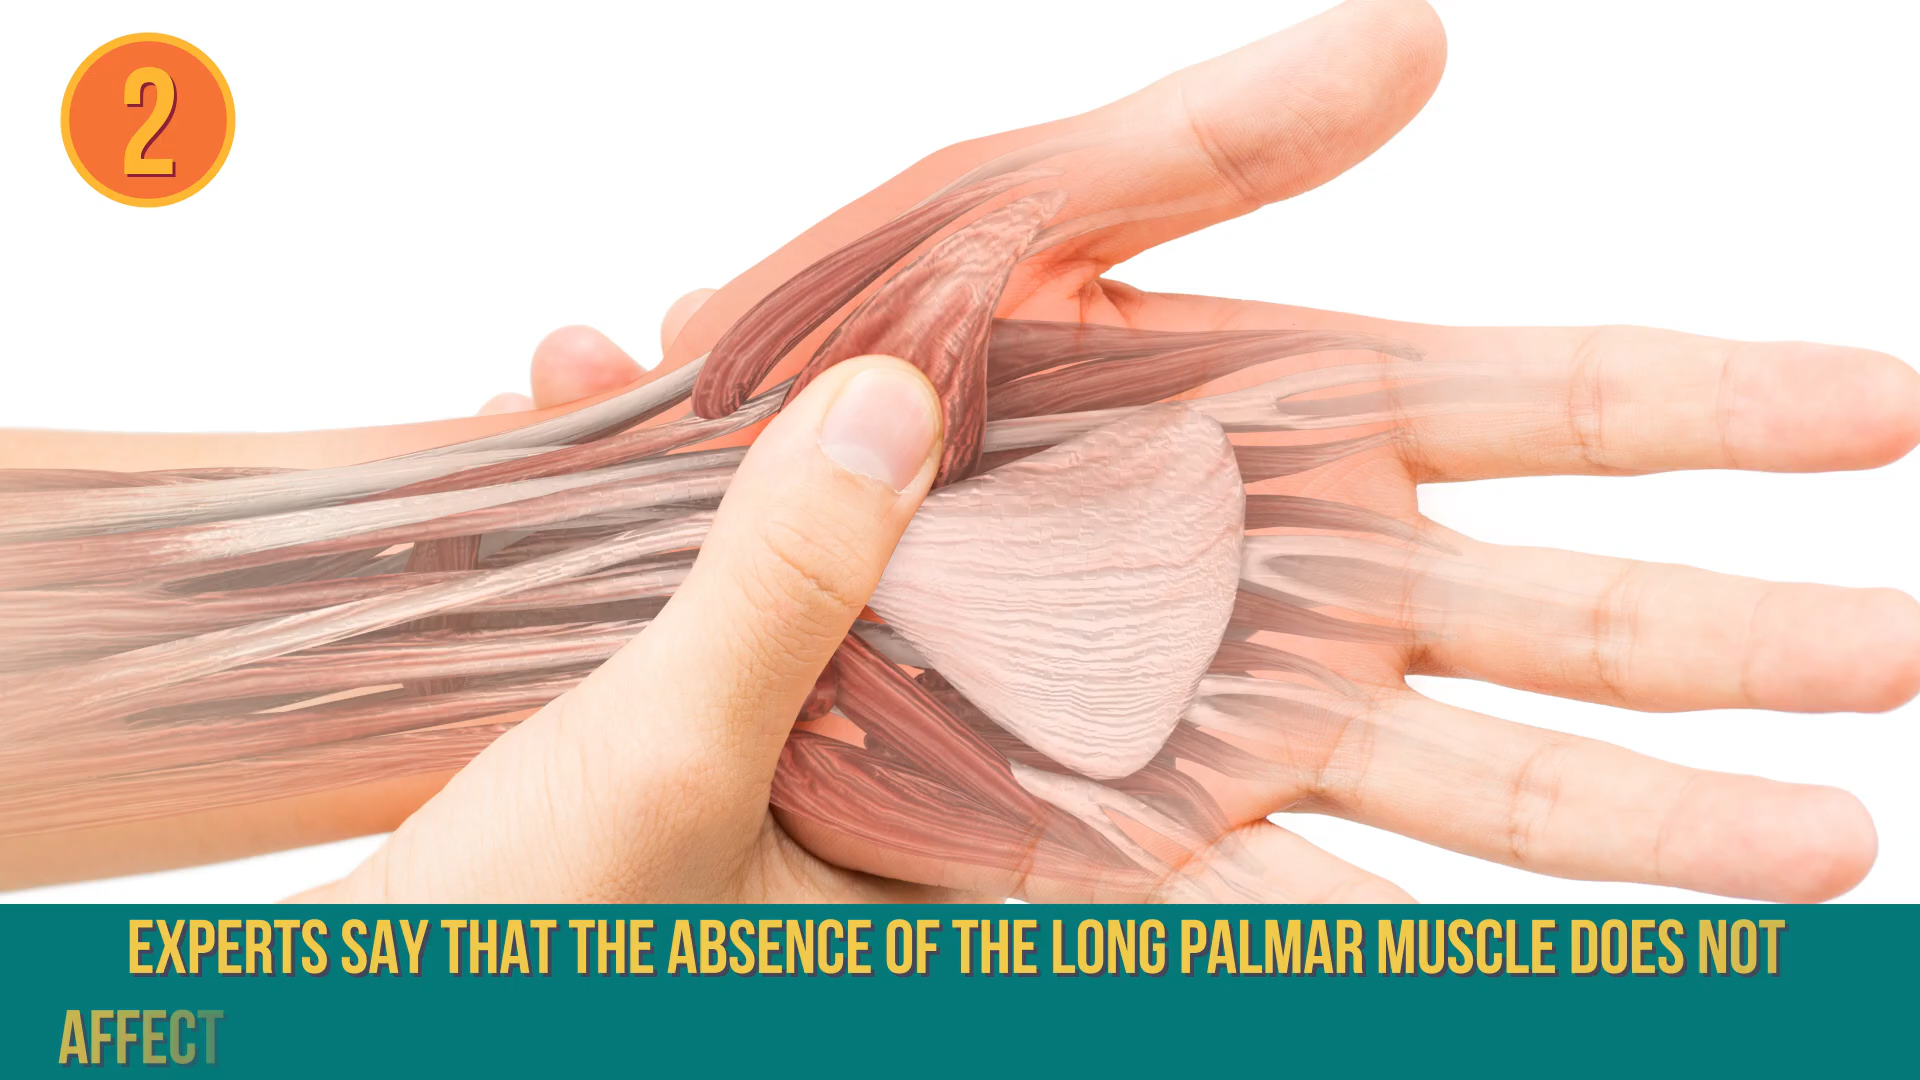 2
EXPERTS SAY THAT THE ABSENCE OF THE LONG PALMAR MUSCLE DOES NOT
AFFECT